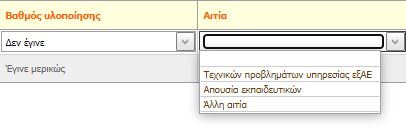 Βαθμός υλοποίησης Αιτία
Δεν έγινε
Έγινε μερικώς
Τεχνικών προβλημάτων υπηρεσίας εξΑΕ
Απουσία εκπαιδευτικών
Άλλη αιτία